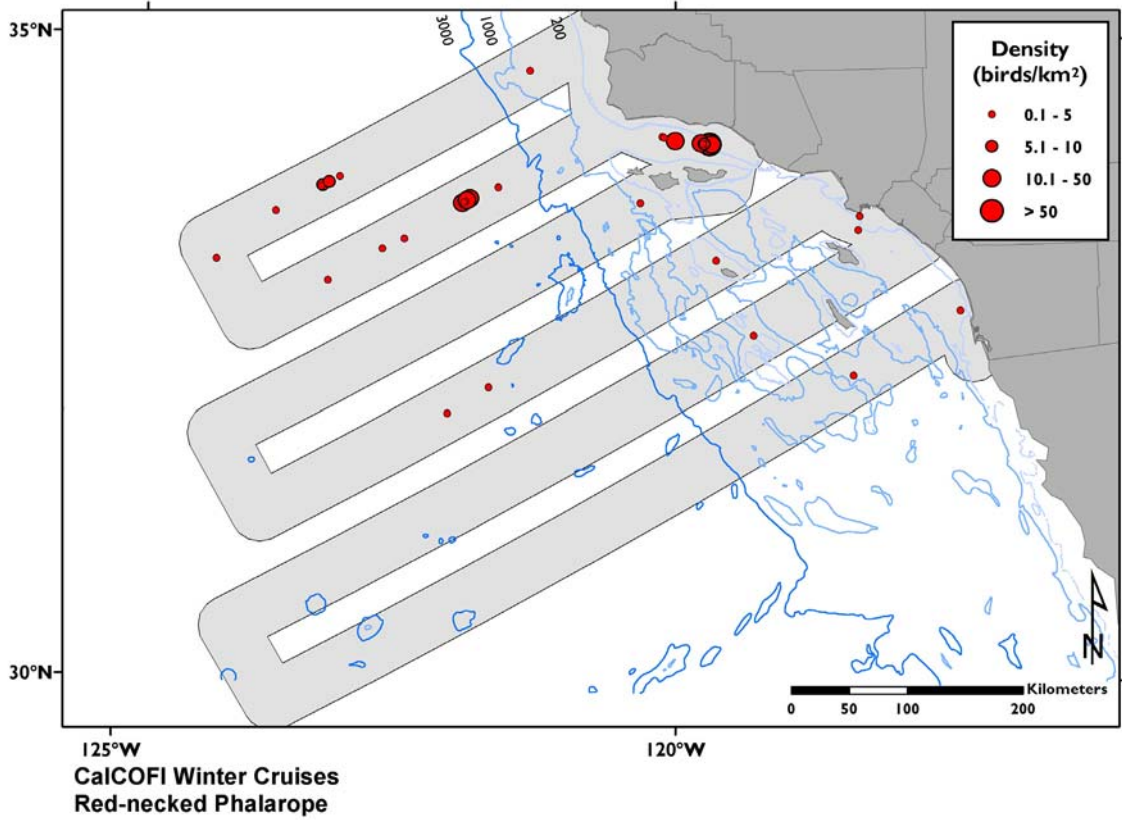 35°N
3000
1000
200
Density
(birds/km²)
0.1 - 5
5.1 - 10
10.1 - 50
> 50
30°N
N
Kilometers
0 50 100 200
125°W 120°W
CalCOFI Winter Cruises
Red-necked Phalarope